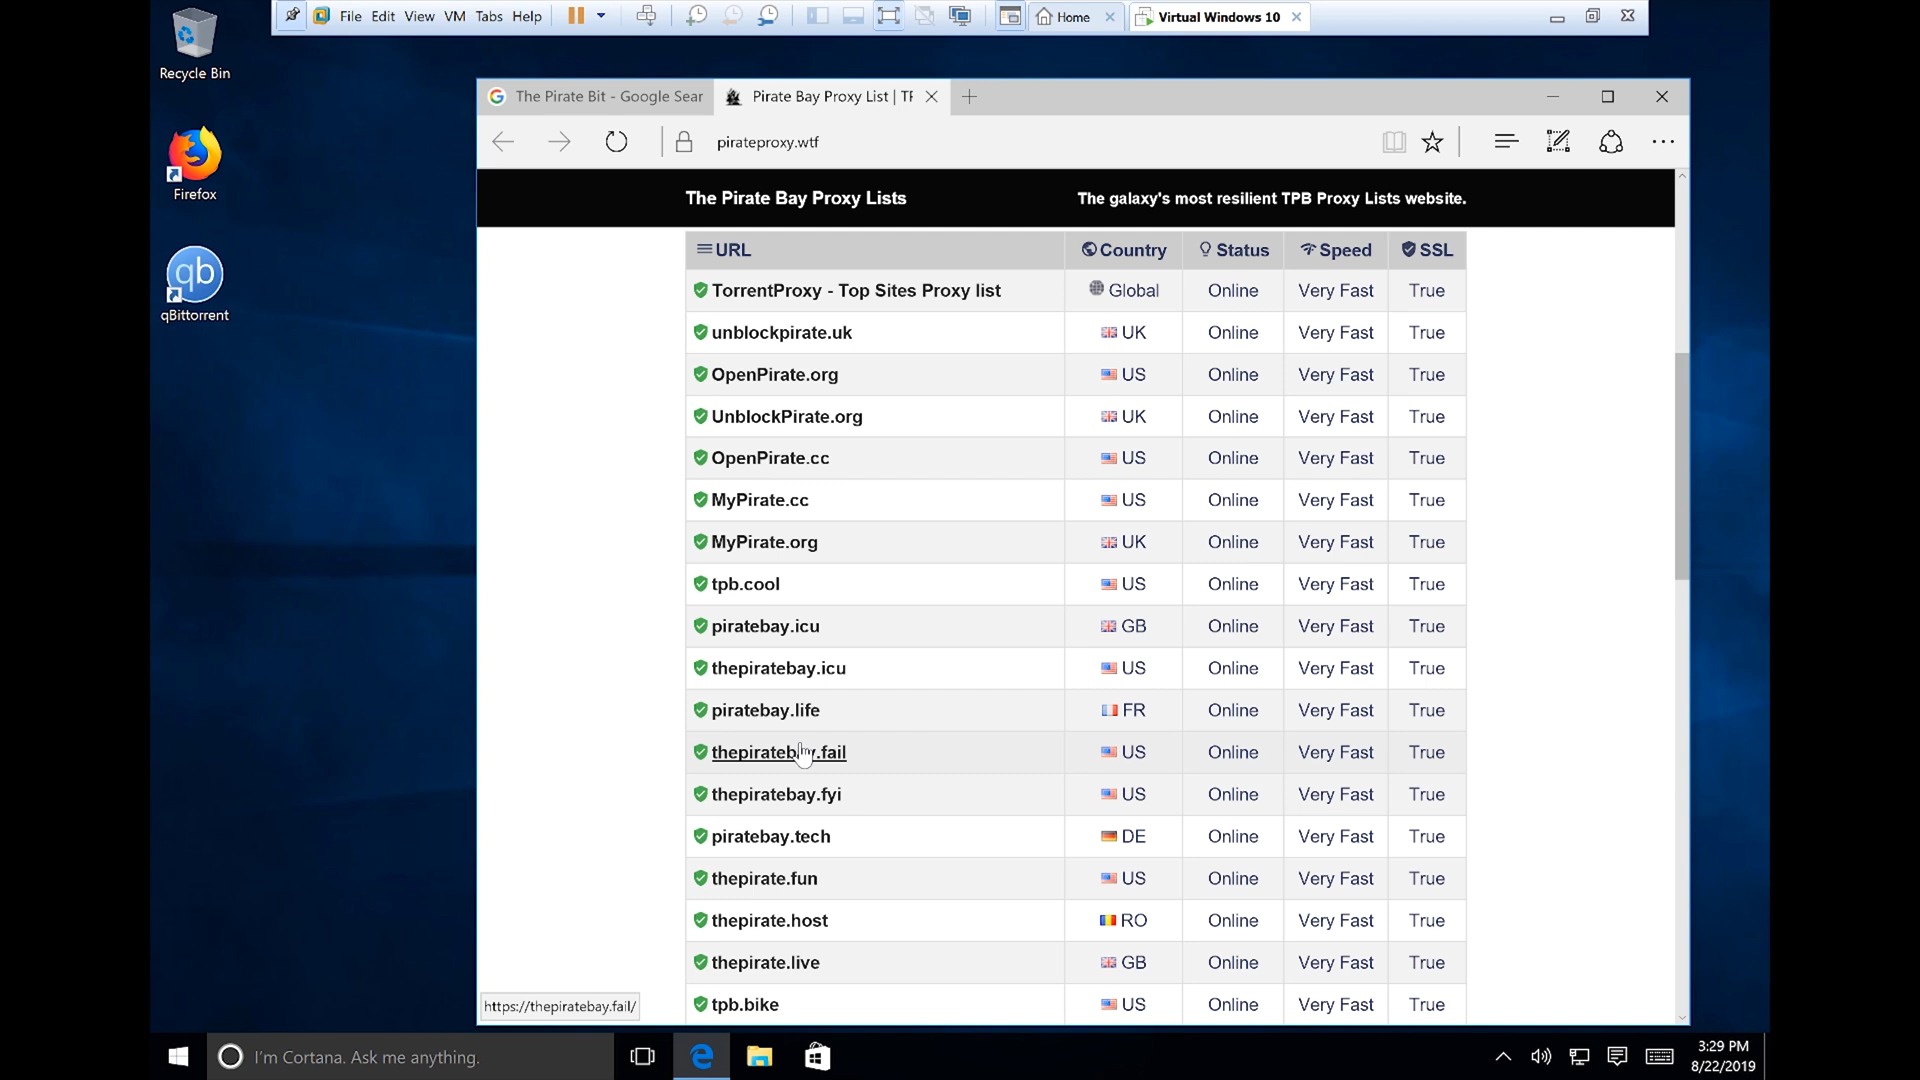 File Edit View VM Tabs Help
Home
Virtual Windows 10
Recycle Bin
Firefox
qb
qBittorrent
The Pirate Bit - Google Sear
Pirate Bay Proxy List | TF
pirateproxy.wtf
The Pirate Bay Proxy Lists
The galaxy's most resilient TPB Proxy Lists website.
URL Country Status Speed SSL
TorrentProxy - Top Sites Proxy list Global Online Very Fast True
unblockpirate.uk UK Online Very Fast True
OpenPirate.org US Online Very Fast True
UnblockPirate.org UK Online Very Fast True
OpenPirate.cc US Online Very Fast True
MyPirate.cc US Online Very Fast True
MyPirate.org UK Online Very Fast True
tpb.cool US Online Very Fast True
piratebay.icu GB Online Very Fast True
thepiratebay.icu US Online Very Fast True
piratebay.life FR Online Very Fast True
thepiratebay.fail US Online Very Fast True
thepiratebay.fyi US Online Very Fast True
piratebay.tech DE Online Very Fast True
thepirate.fun US Online Very Fast True
thepirate.host RO Online Very Fast True
thepirate.live GB Online Very Fast True
tpb.bike US Online Very Fast True
https://thepiratebay.fail/
I'm Cortana. Ask me anything.
3:29 PM
8/22/2019